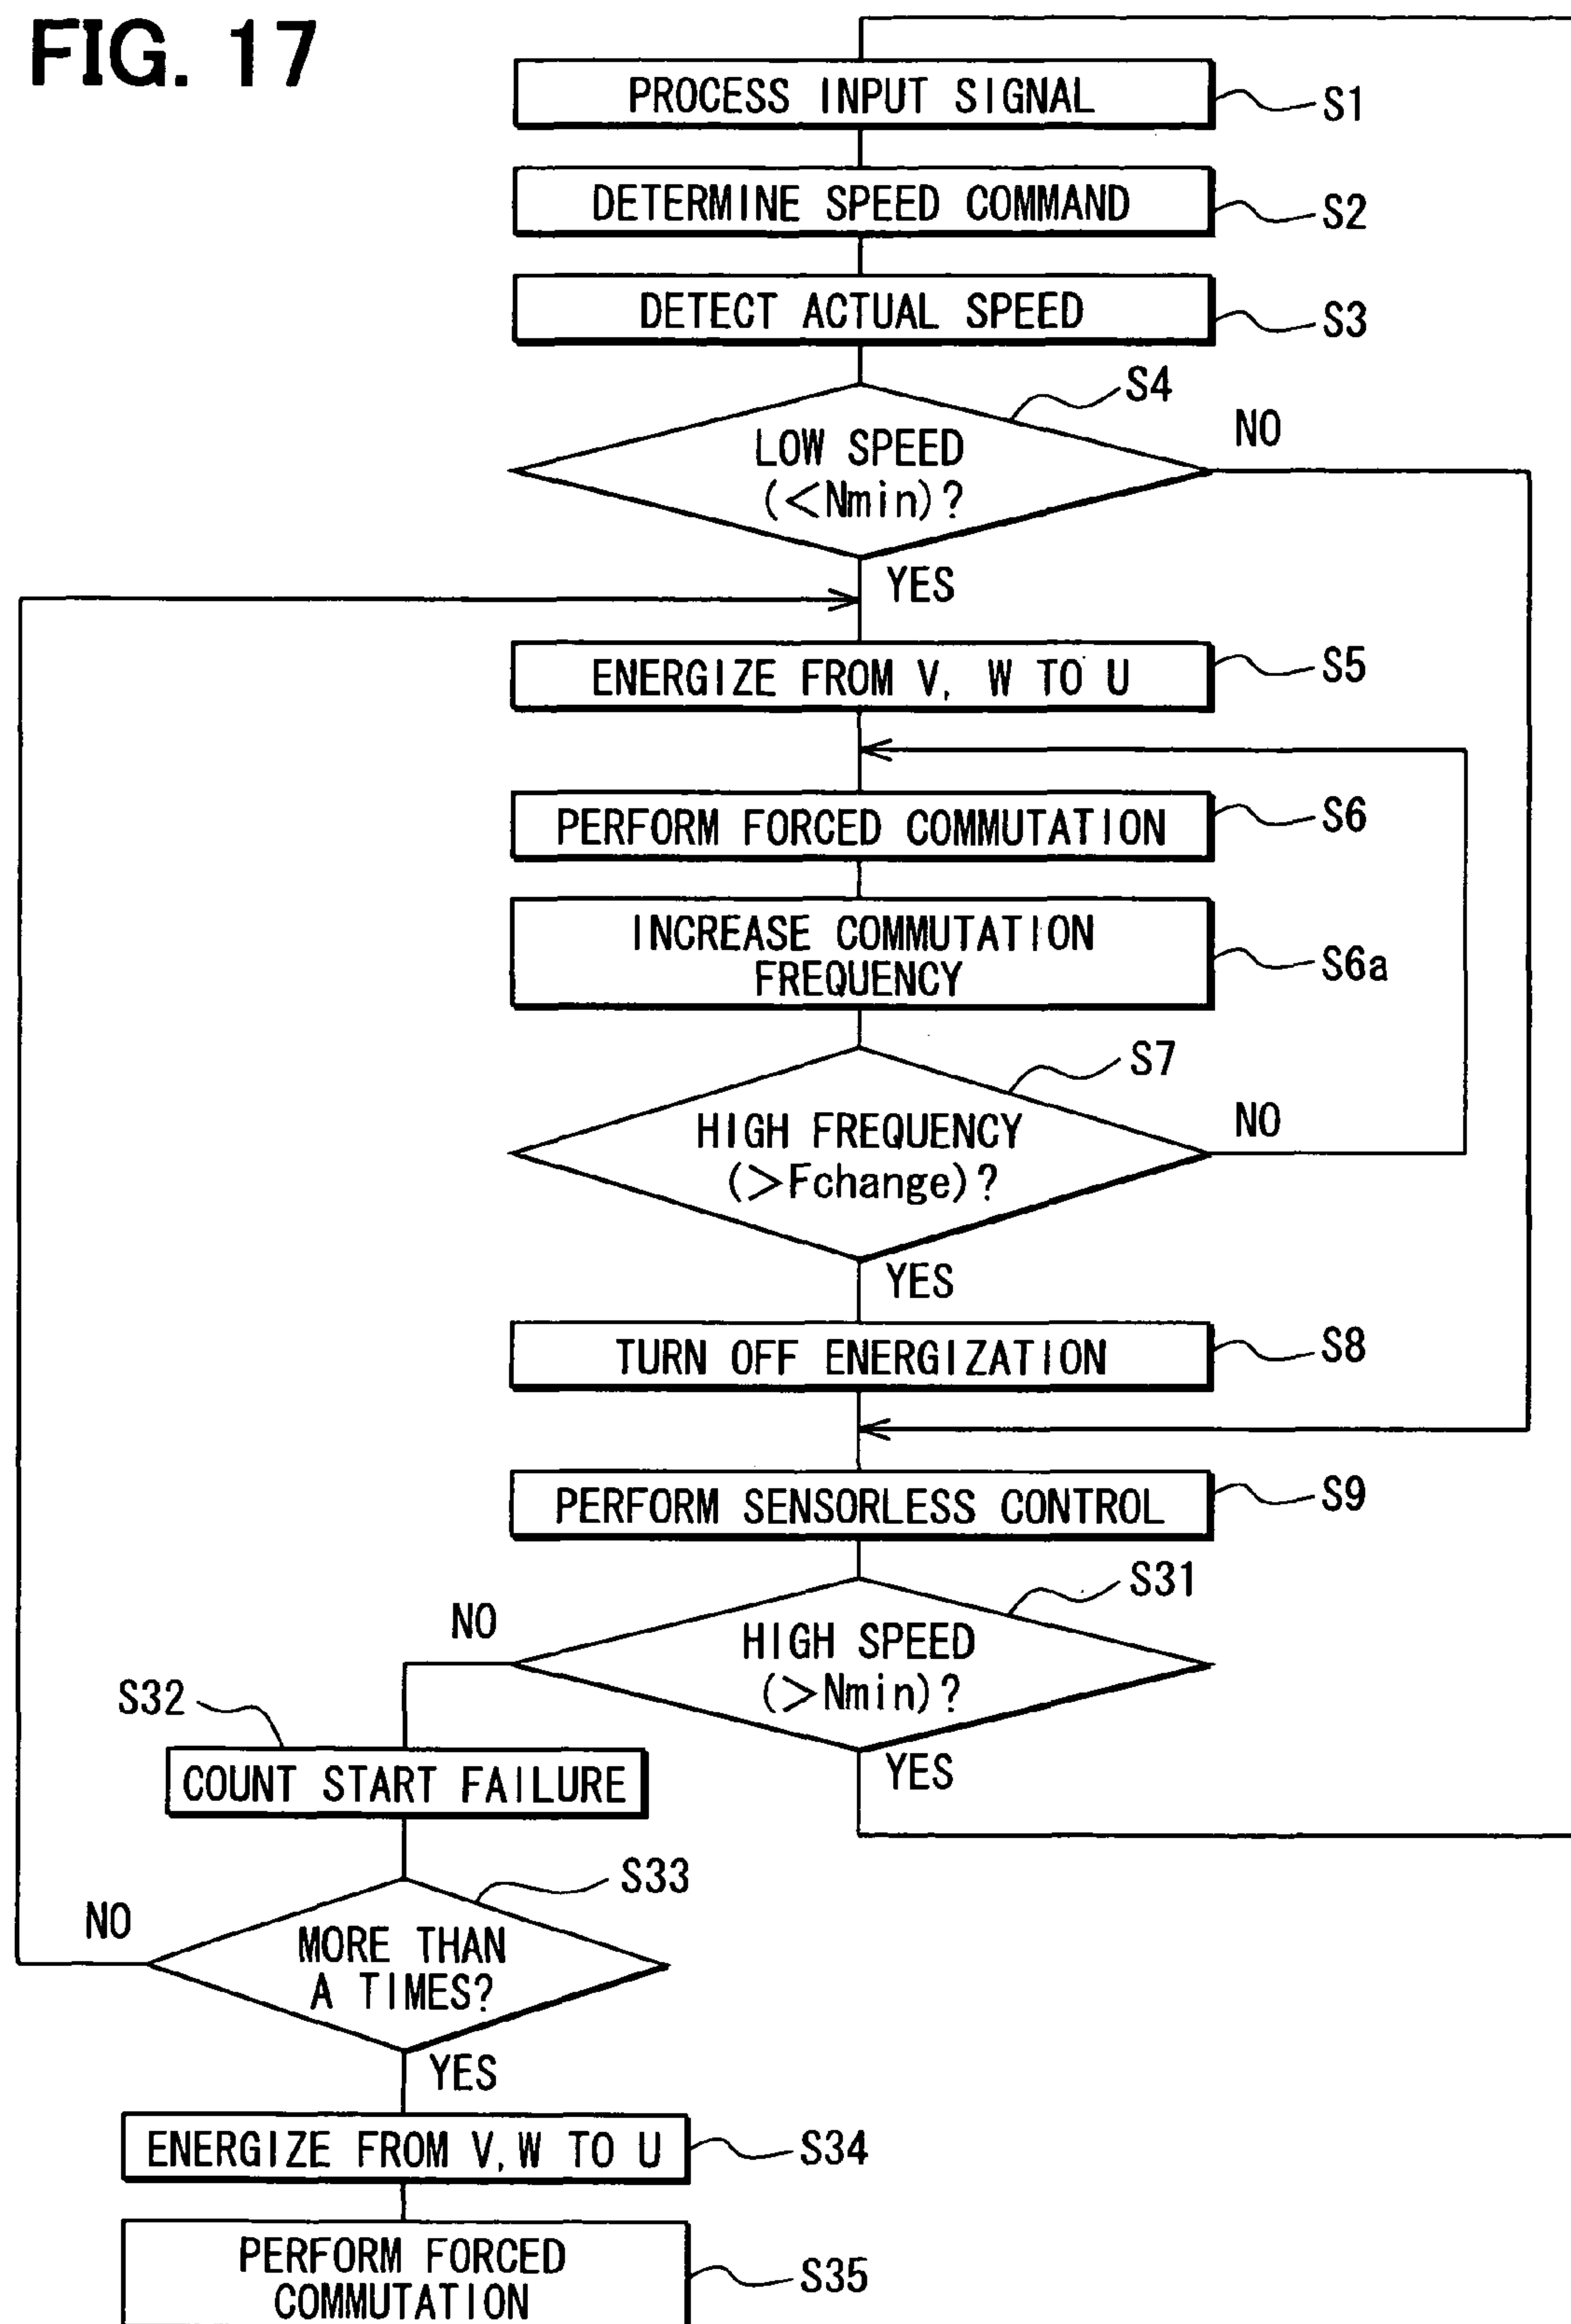 FIG. 17
PROCESS INPUT SIGNAL
S1
DETERMINE SPEED COMMAND
S2
DETECT ACTUAL SPEED
S3
S4
LOW SPEED
(<Nmin)?
NO
YES
ENERGIZE FROM V, W TO U
S5
PERFORM FORCED COMMUTATION
S6
INCREASE COMMUTATION
FREQUENCY
S6a
S7
HIGH FREQUENCY
(>Fchange)?
NO
YES
TURN OFF ENERGIZATION
S8
PERFORM SENSORLESS CONTROL
S9
S31
HIGH SPEED
(>Nmin)?
NO
YES
S32
COUNT START FAILURE
S33
MORE THAN
A TIMES?
NO
YES
ENERGIZE FROM V, W TO U
S34
PERFORM FORCED
COMMUTATION
S35